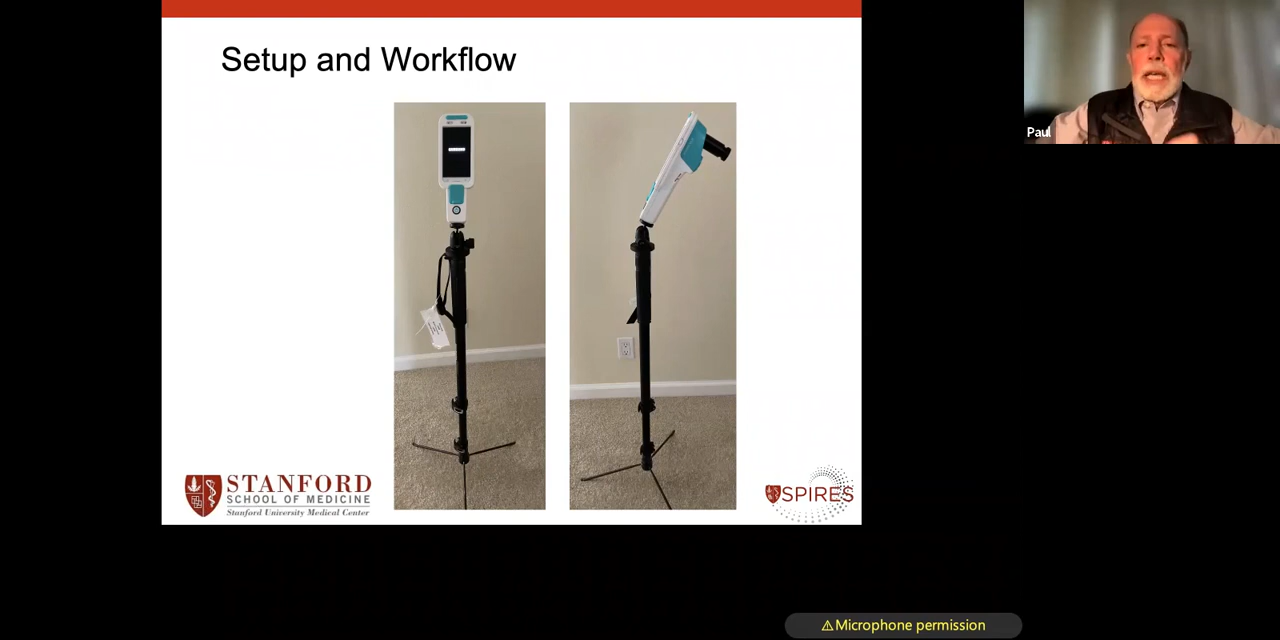 Setup and Workflow
Paul
STANFORD
SCHOOL OF MEDICINE
Stanford University Medical Center
SPIRES
⚠Microphone permission